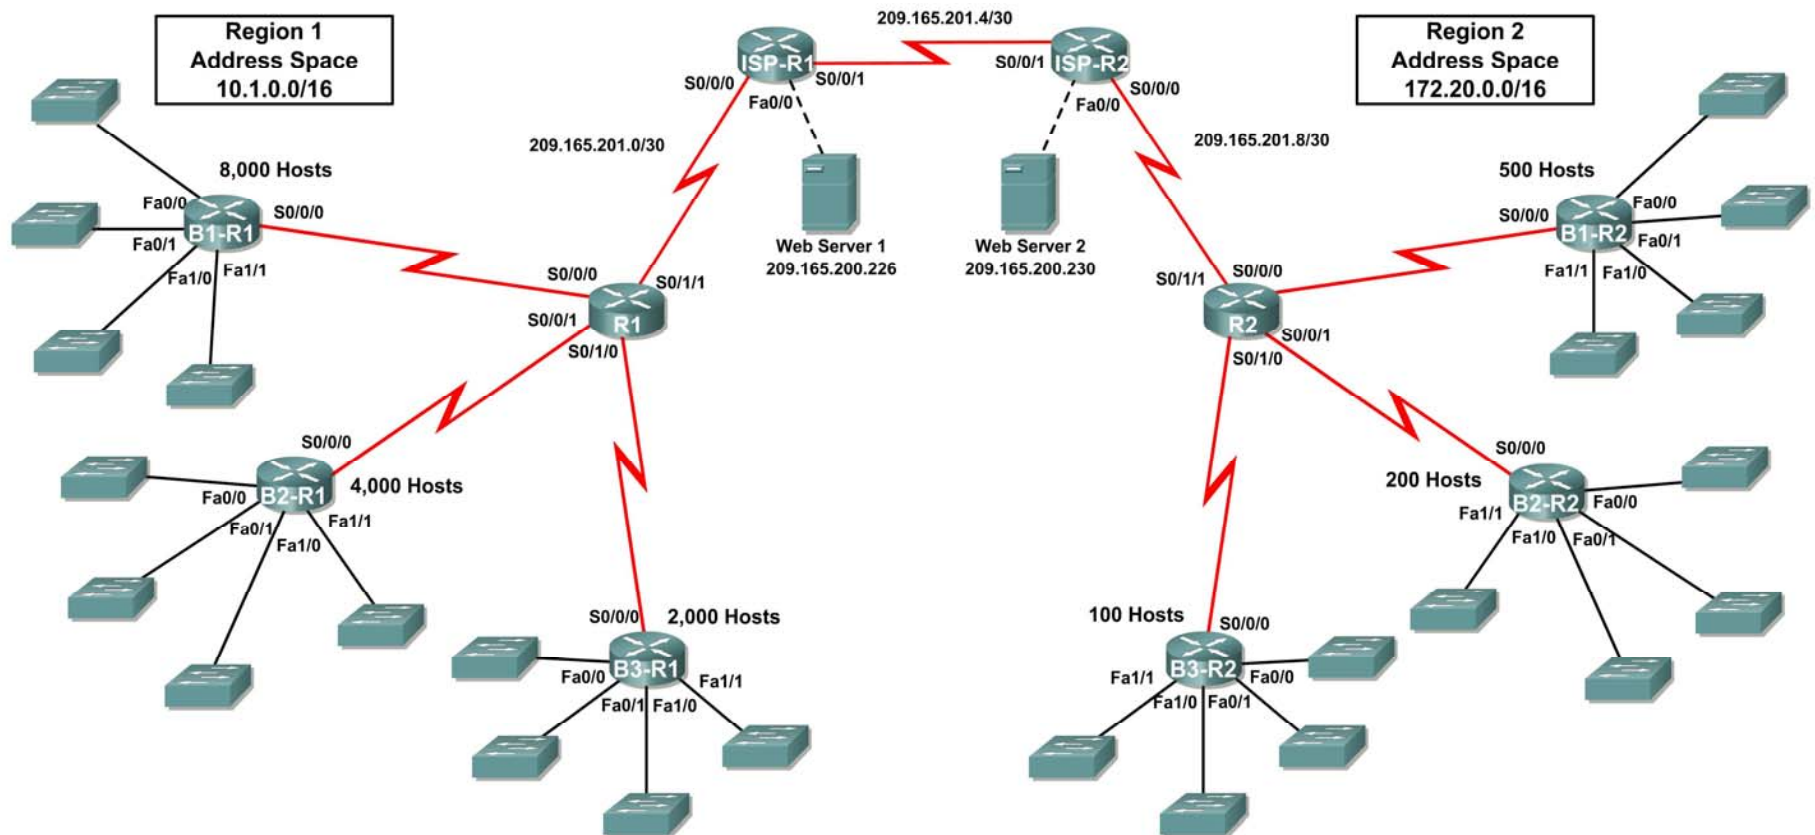 Region 1
Address Space
10.1.0.0/16
209.165.201.4/30
Region 2
Address Space
172.20.0.0/16
ISP-R1
S0/0/0
S0/0/1
Fa0/0
ISP-R2
S0/0/1
S0/0/0
Fa0/0
209.165.201.0/30
209.165.201.8/30
Web Server 1
209.165.200.226
Web Server 2
209.165.200.230
8,000 Hosts
Fa0/0
S0/0/0
B1-R1
Fa0/1
Fa1/0
Fa1/1
S0/0/0
S0/1/1
S0/0/1
R1
S0/1/0
S0/1/1
S0/0/0
R2
S0/0/1
S0/1/0
500 Hosts
S0/0/0
Fa0/0
B1-R2
Fa0/1
Fa1/1
Fa1/0
S0/0/0
4,000 Hosts
B2-R1
Fa0/0
Fa0/1
Fa1/0
Fa1/1
S0/0/0
200 Hosts
B2-R2
Fa0/0
Fa1/1
Fa1/0
Fa0/1
S0/0/0
2,000 Hosts
B3-R1
Fa0/0
Fa1/1
Fa0/1
Fa1/0
100 Hosts
S0/0/0
B3-R2
Fa1/1
Fa0/0
Fa1/0
Fa0/1